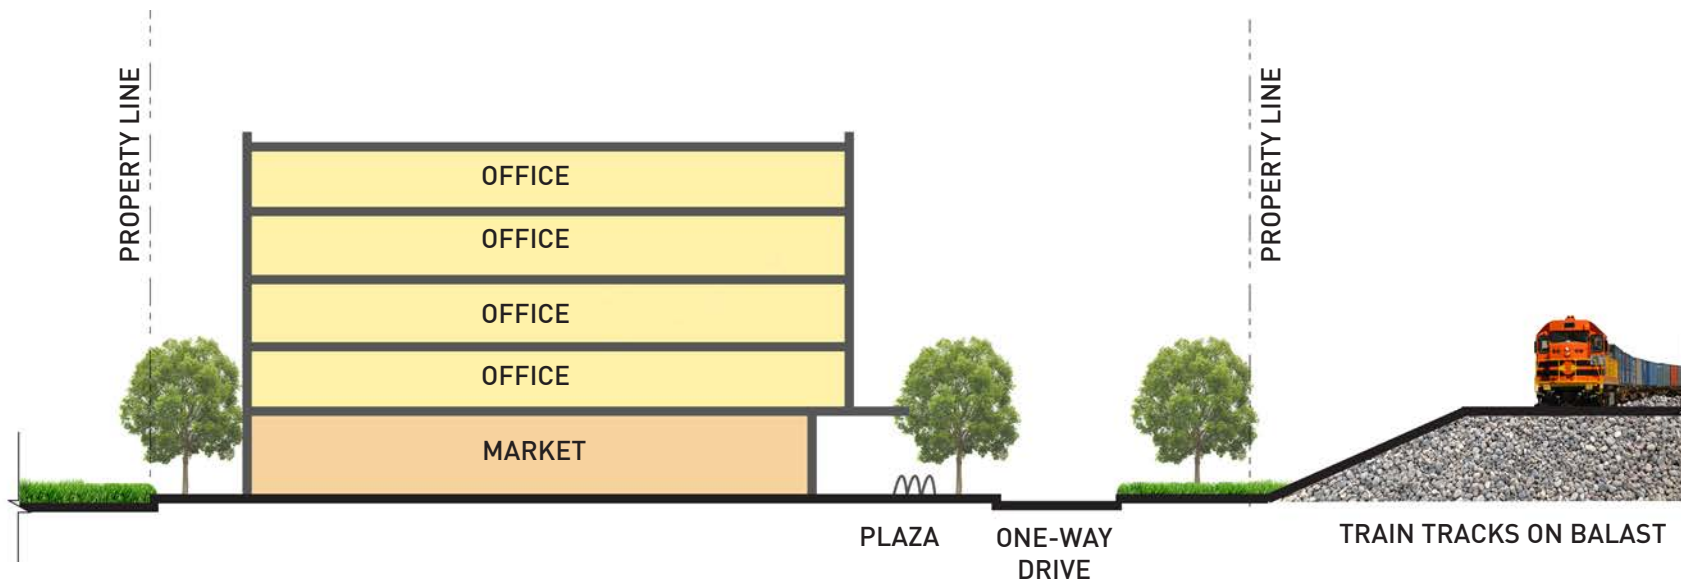 PROPERTY LINE
PROPERTY LINE
OFFICE
OFFICE
OFFICE
OFFICE
MARKET
PLAZA
ONE-WAY
DRIVE
TRAIN TRACKS ON BALAST